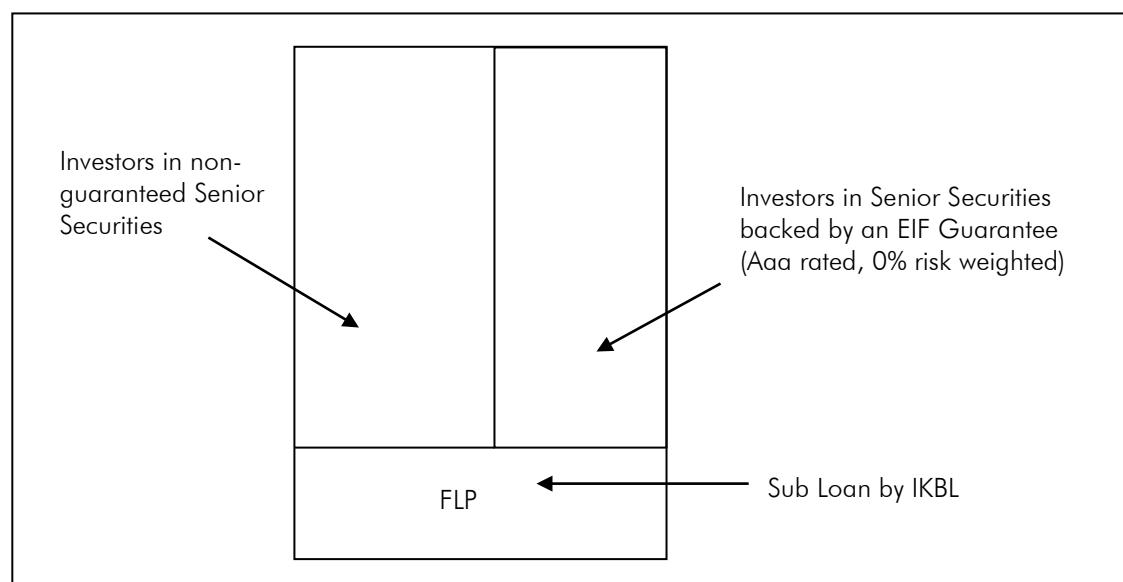 Investors in non-
guaranteed Senior
Securities
Investors in Senior Securities
backed by an EIF Guarantee
(Aaa rated, 0% risk weighted)
FLP
Sub Loan by IKBL